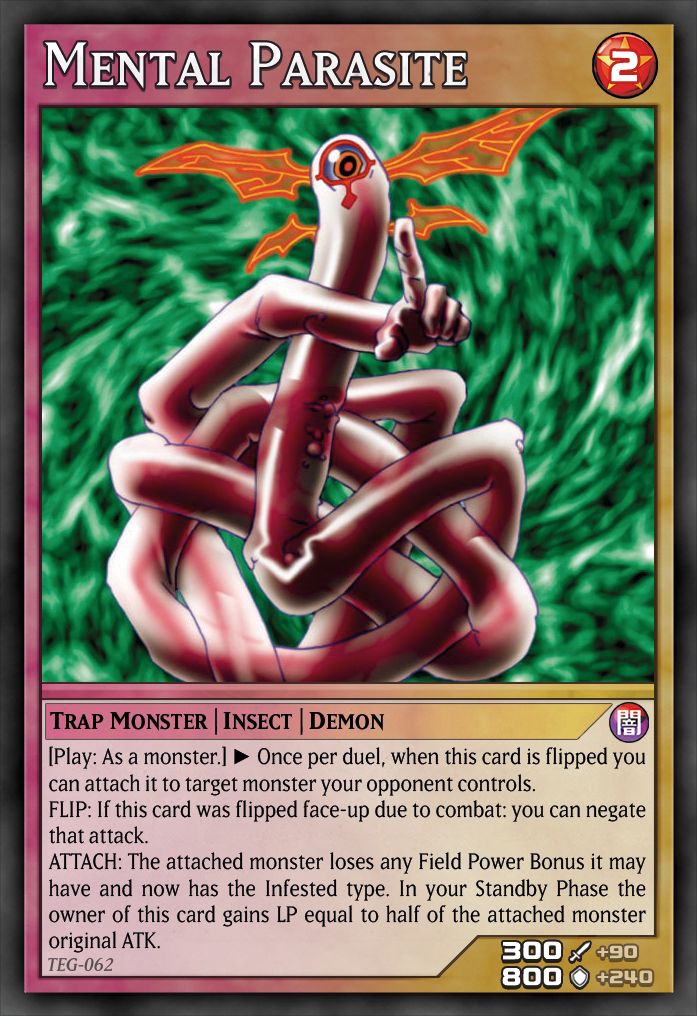 Mental Parasite
2
Trap Monster | Insect | Demon
闇
[Play: As a monster.] ► Once per duel, when this card is flipped you
can attach it to target monster your opponent controls.
FLIP: If this card was flipped face-up due to combat: you can negate
that attack.
ATTACH: The attached monster loses any Field Power Bonus it may
have and now has the Infested type. In your Standby Phase the
owner of this card gains LP equal to half of the attached monster
original ATK.
TEG-062
300 +90
800 +240